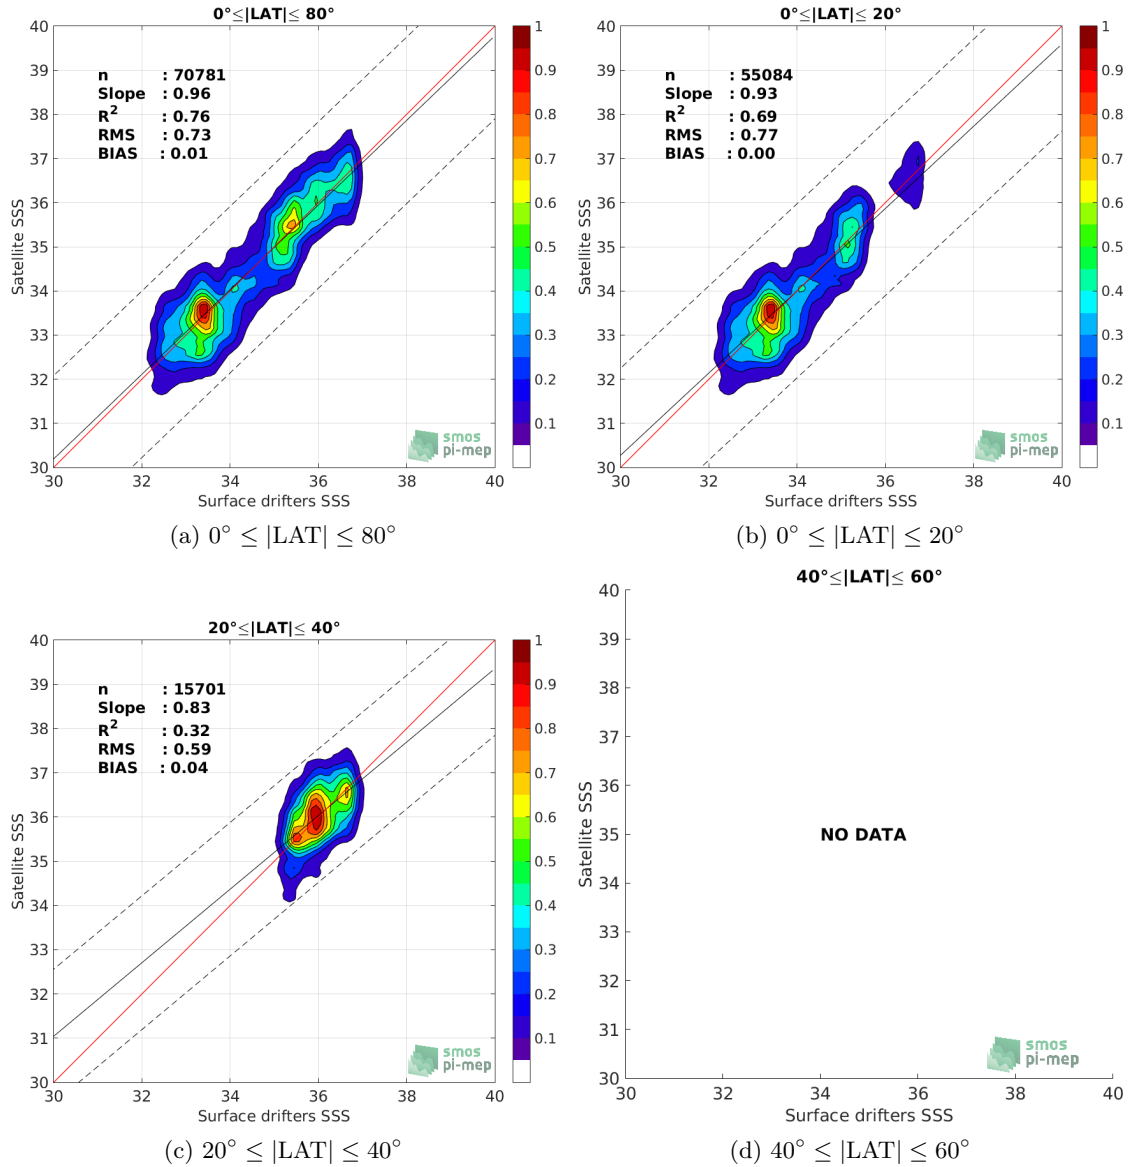 0°≤|LAT|≤ 80°
40
39
38
37
36
35
34
33
32
31
30
n : 70781
Slope : 0.96
R² : 0.76
RMS : 0.73
BIAS : 0.01
Satellite SSS
30 32 34 36 38 40
Surface drifters SSS
smos
pi-mep
1
0.9
0.8
0.7
0.6
0.5
0.4
0.3
0.2
0.1
(a) 0° ≤ |LAT| ≤ 80°
0°≤|LAT|≤ 20°
40
39
38
37
36
35
34
33
32
31
30
n : 55084
Slope : 0.93
R² : 0.69
RMS : 0.77
BIAS : 0.00
Satellite SSS
30 32 34 36 38 40
Surface drifters SSS
smos
pi-mep
1
0.9
0.8
0.7
0.6
0.5
0.4
0.3
0.2
0.1
(b) 0° ≤ |LAT| ≤ 20°
20°≤|LAT|≤ 40°
40
39
38
37
36
35
34
33
32
31
30
n : 15701
Slope : 0.83
R² : 0.32
RMS : 0.59
BIAS : 0.04
Satellite SSS
30 32 34 36 38 40
Surface drifters SSS
smos
pi-mep
1
0.9
0.8
0.7
0.6
0.5
0.4
0.3
0.2
0.1
(c) 20° ≤ |LAT| ≤ 40°
40°≤|LAT|≤ 60°
40
39
38
37
36
35
34
33
32
31
30
NO DATA
Satellite SSS
30 32 34 36 38 40
Surface drifters SSS
smos
pi-mep
(d) 40° ≤ |LAT| ≤ 60°